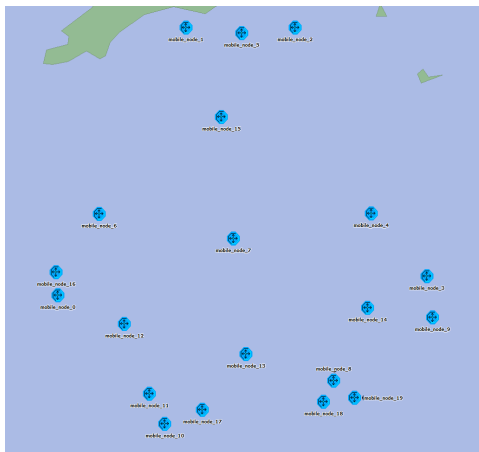 mobile_node_1
mobile_node_5
mobile_node_2
mobile_node_15
mobile_node_6
mobile_node_4
mobile_node_7
mobile_node_16
mobile_node_3
mobile_node_0
mobile_node_14
mobile_node_9
mobile_node_12
mobile_node_13
mobile_node_8
mobile_node_19
mobile_node_11
mobile_node_18
mobile_node_17
mobile_node_10